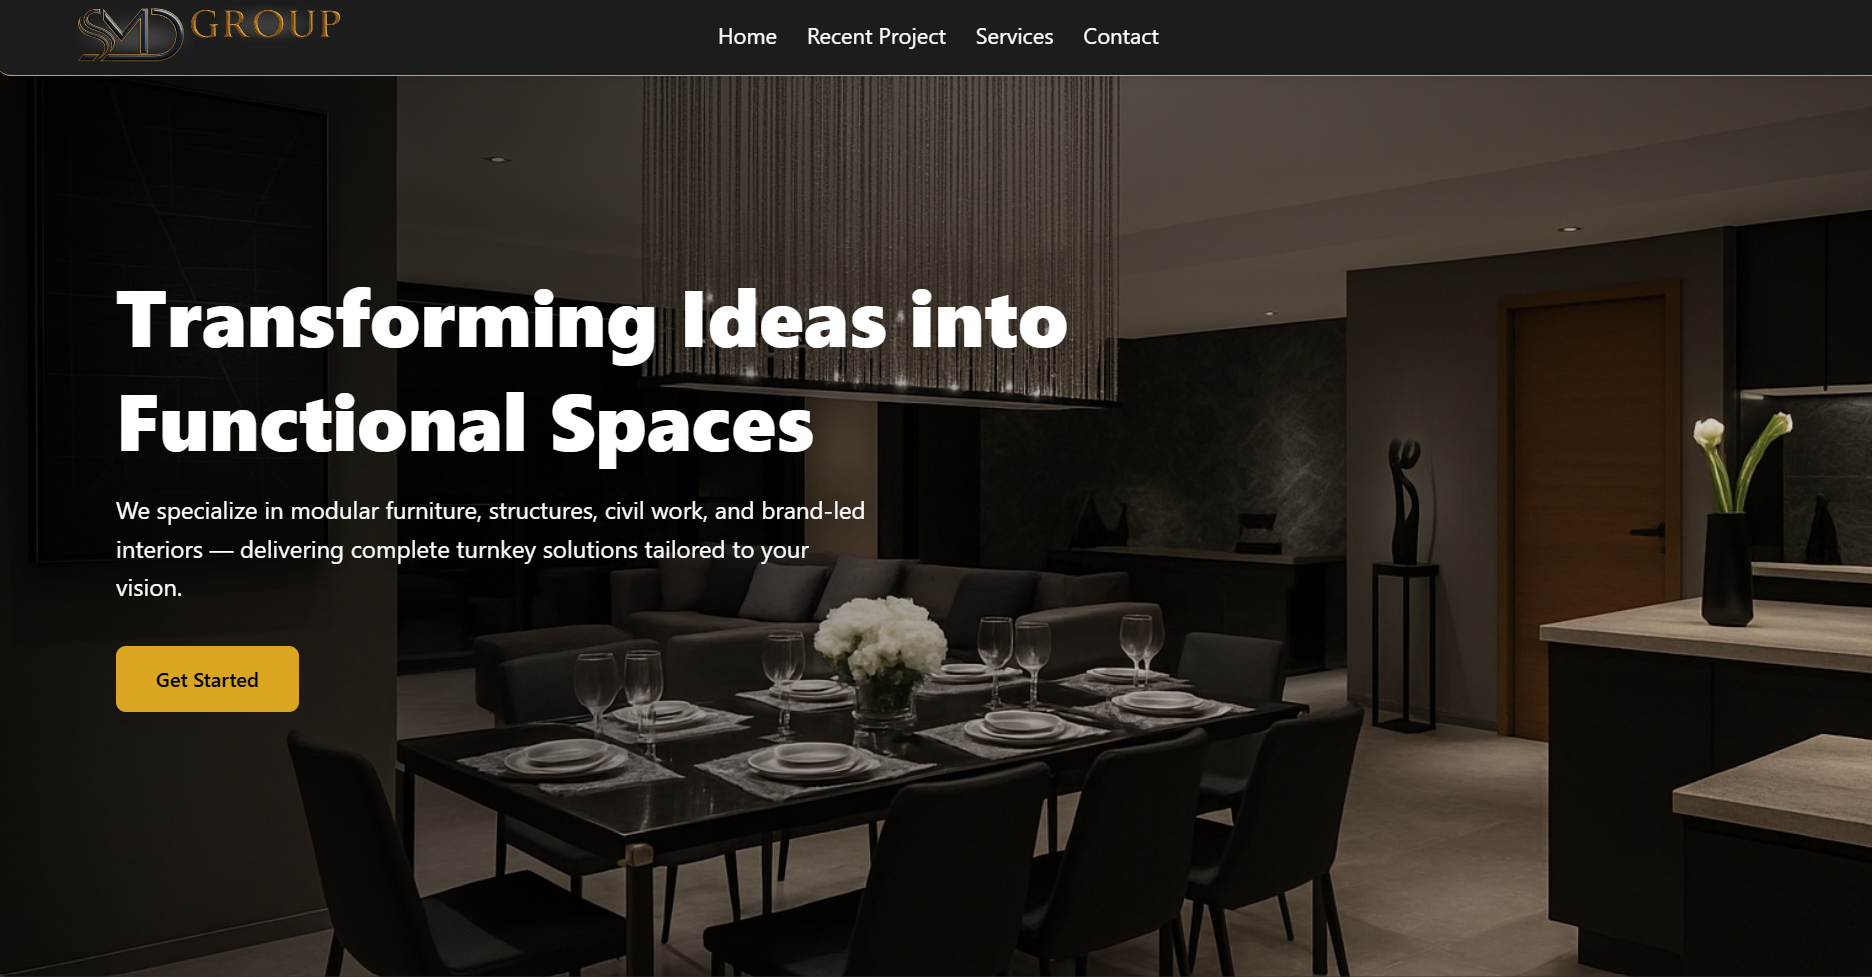 SMD GROUP
Home Recent Project Services Contact
Transforming Ideas into
Functional Spaces
We specialize in modular furniture, structures, civil work, and brand-led
interiors — delivering complete turnkey solutions tailored to your
vision.
Get Started